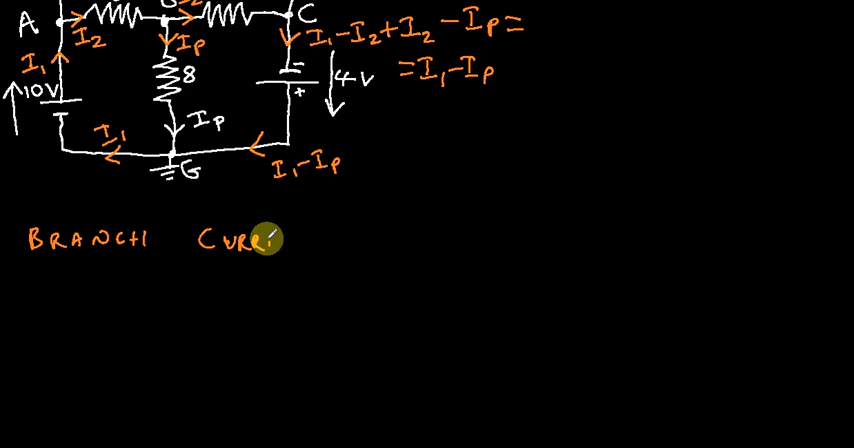 A
C
I2
Ip
I1-I2+I2-Ip=
=I1-Ip
I1
10V
8
4V
+
Ip
I1
G
I1-Ip
BRANCH CURR